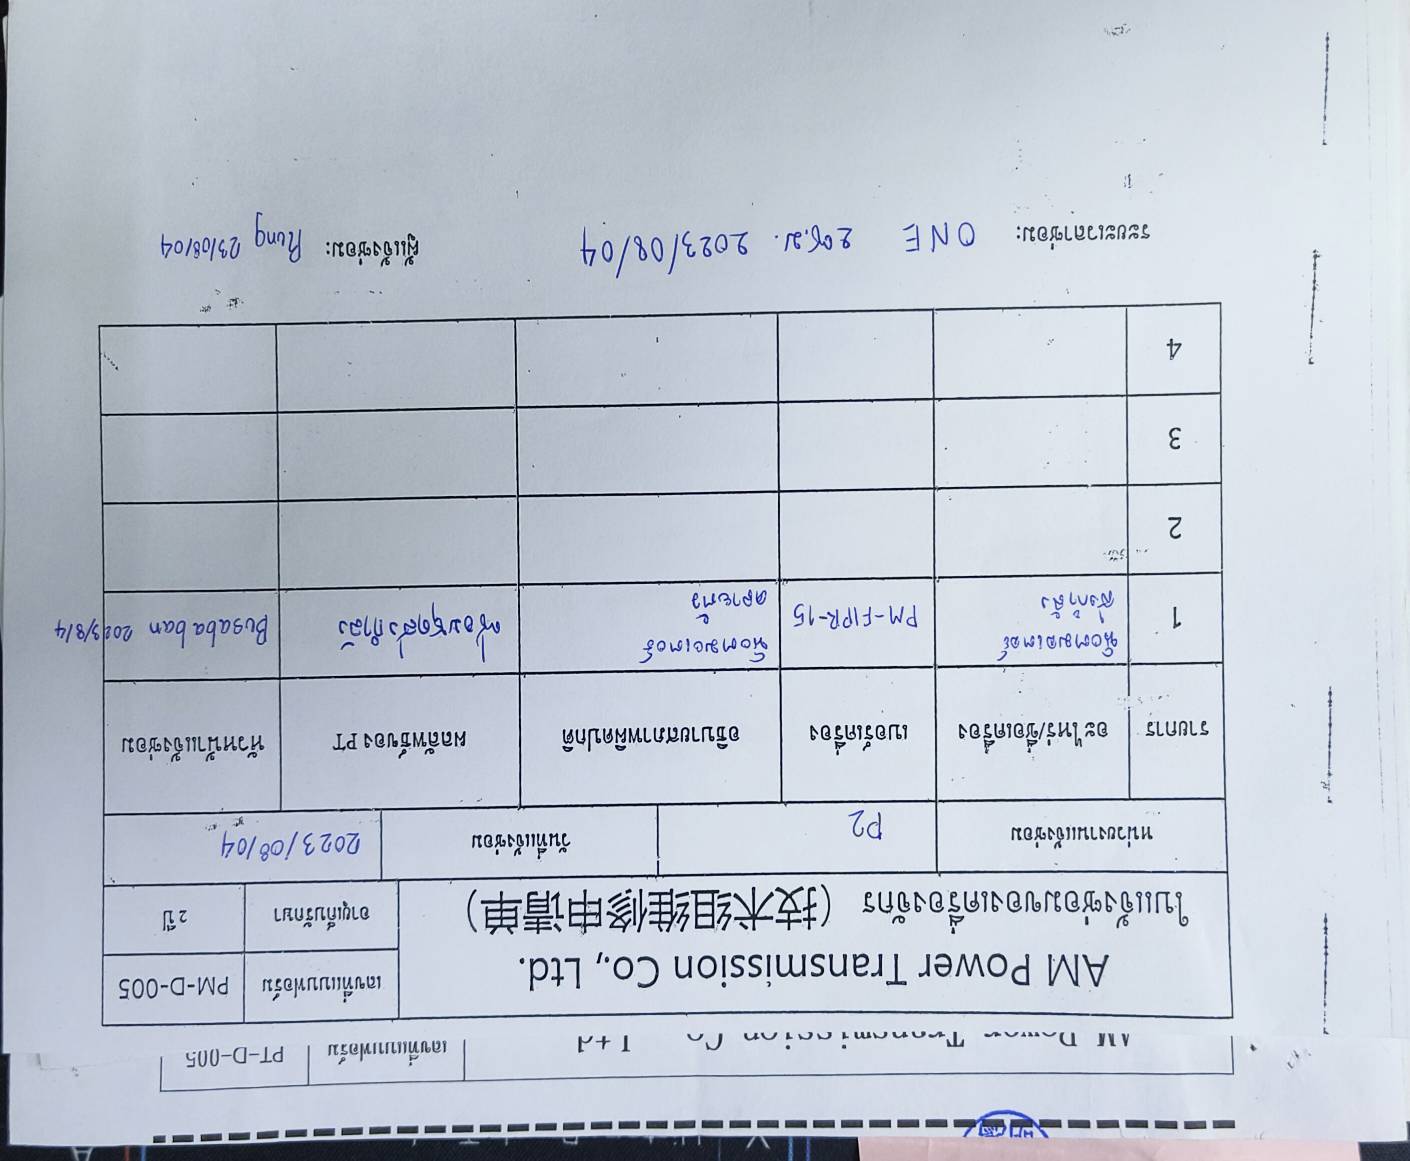 AM Power Transmission Co., Ltd.
เลขที่แบบฟอร์ม PT-D-005
AM Power Transmission Co., Ltd.
เลขที่แบบฟอร์ม PM-D-005
ใบแจ้งซ่อมของเครื่องจักร (技术组维修申请单)
อายุเก็บรักษา 2 ปี
หน่วยงานแจ้งซ่อม P2 วันที่แจ้งซ่อม 2023/08/04
รายการ อะไหร่/ชื่อเครื่อง เบอร์เครื่อง อธิบายสภาพผิดปกติ ผลลัพธ์ของ PT หัวหน้าแจ้งซ่อม
1 น็อตมอเตอร์ ส่งกำลัง PM-FIPR-15 น็อตมอเตอร์ คลายตัว ซ่อมชุดส่งกำลัง Busababan 2023/8/4
2
3
4
ระยะเวลาซ่อม: ONE 2ช.ม. 2023/08/04 ผู้แจ้งซ่อม: Rung 23/08/04